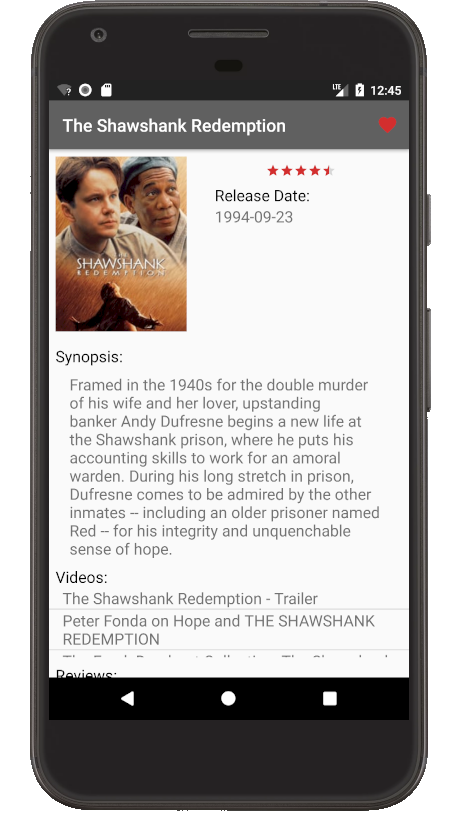 LTE
12:45
The Shawshank Redemption
THE
SHAWSHANK
REDEMPTION
Release Date:
1994-09-23
Synopsis:
Framed in the 1940s for the double murder
of his wife and her lover, upstanding
banker Andy Dufresne begins a new life at
the Shawshank prison, where he puts his
accounting skills to work for an amoral
warden. During his long stretch in prison,
Dufresne comes to be admired by the other
inmates -- including an older prisoner named
Red -- for his integrity and unquenchable
sense of hope.
Videos:
The Shawshank Redemption - Trailer
Peter Fonda on Hope and THE SHAWSHANK
REDEMPTION
Reviews: